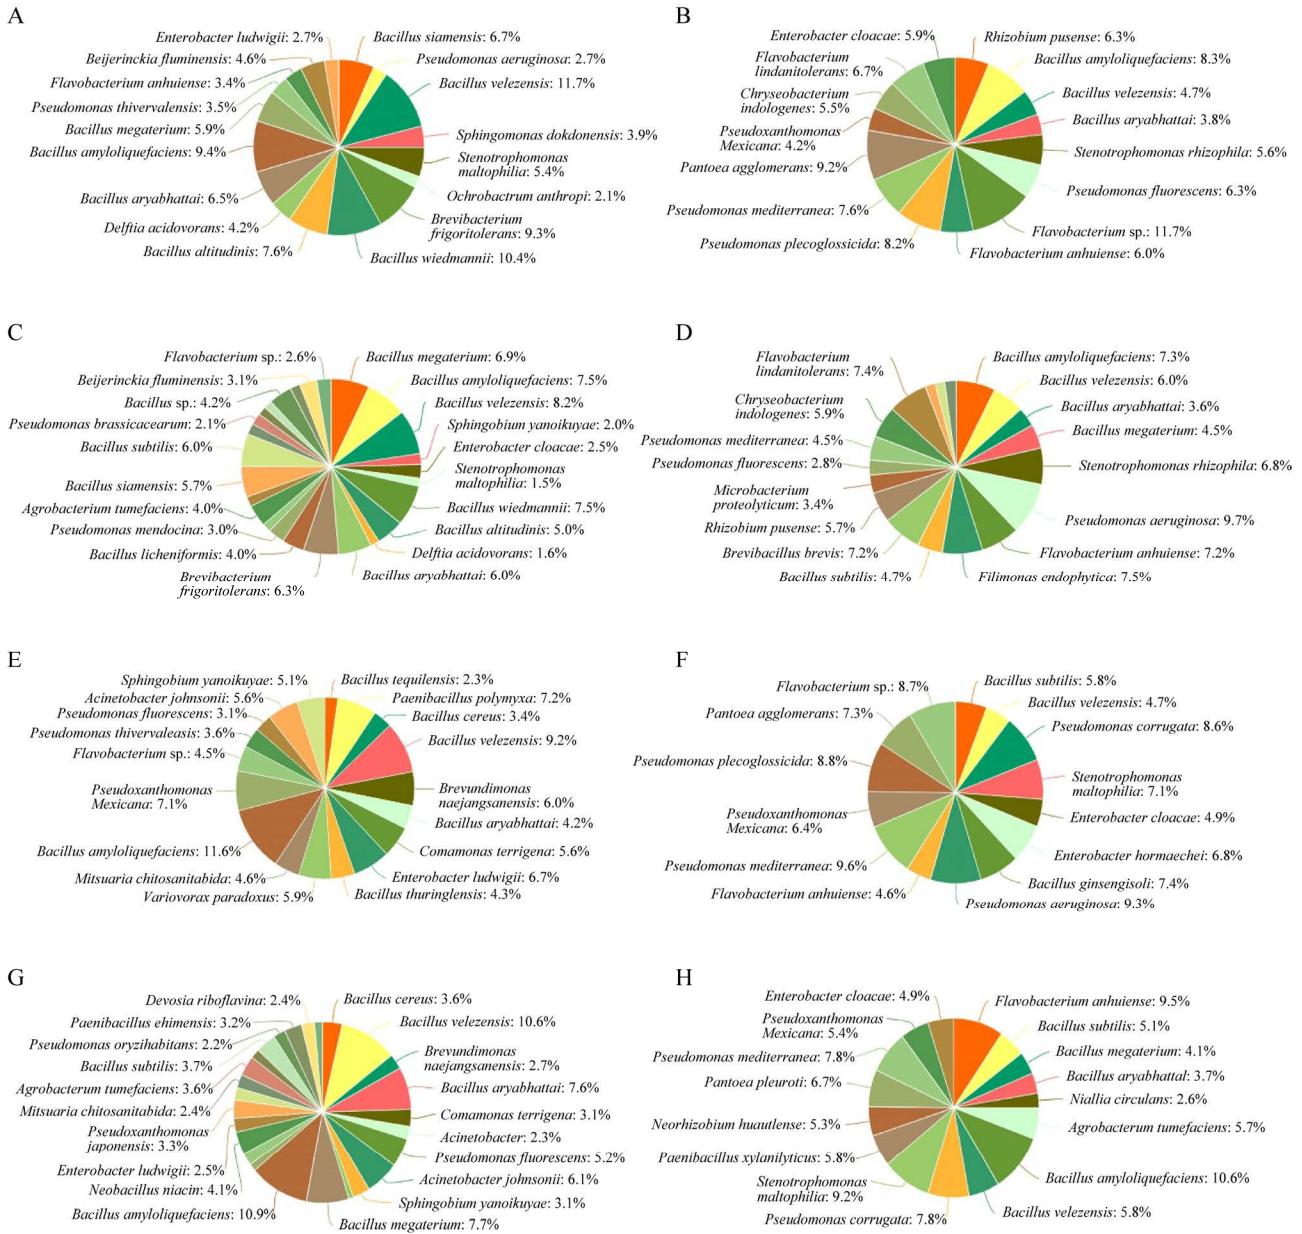 A
Enterobacter ludwigii: 2.7%
Beijerinckia fluminensis: 4.6%
Flavobacterium anhuiense: 3.4%
Pseudomonas thivervalensis: 3.5%
Bacillus megaterium: 5.9%
Bacillus amyloliquefaciens: 9.4%
Bacillus aryabhattai: 6.5%
Delftia acidovorans: 4.2%
Bacillus altitudinis: 7.6%
Bacillus siamensis: 6.7%
Pseudomonas aeruginosa: 2.7%
Bacillus velezensis: 11.7%
Sphingomonas dokdonensis: 3.9%
Stenotrophomonas
maltophilia: 5.4%
Ochrobactrum anthropi: 2.1%
Brevibacterium
frigoritolerans: 9.3%
Bacillus wiedmannii: 10.4%
B
Enterobacter cloacae: 5.9%
Flavobacterium
lindanitolerans: 6.7%
Chryseobacterium
indologenes: 5.5%
Pseudoxanthomonas
Mexicana: 4.2%
Pantoea agglomerans: 9.2%
Pseudomonas mediterranea: 7.6%
Pseudomonas plecoglossicida: 8.2%
Rhizobium pusense: 6.3%
Bacillus amyloliquefaciens: 8.3%
Bacillus velezensis: 4.7%
Bacillus aryabhattai: 3.8%
Stenotrophomonas rhizophila: 5.6%
Pseudomonas fluorescens: 6.3%
Flavobacterium sp.: 11.7%
Flavobacterium anhuiense: 6.0%
C
Flavobacterium sp.: 2.6%
Beijerinckia fluminensis: 3.1%
Bacillus sp.: 4.2%
Pseudomonas brassicacearum: 2.1%
Bacillus subtilis: 6.0%
Bacillus siamensis: 5.7%
Agrobacterium tumefaciens: 4.0%
Pseudomonas mendocina: 3.0%
Bacillus licheniformis: 4.0%
Brevibacterium
frigoritolerans: 6.3%
Bacillus megaterium: 6.9%
Bacillus amyloliquefaciens: 7.5%
Bacillus velezensis: 8.2%
Sphingobium yanoikuyae: 2.0%
Enterobacter cloacae: 2.5%
Stenotrophomonas
maltophilia: 1.5%
Bacillus wiedmannii: 7.5%
Bacillus altitudinis: 5.0%
Delftia acidovorans: 1.6%
Bacillus aryabhattai: 6.0%
D
Flavobacterium
lindanitolerans: 7.4%
Chryseobacterium
indologenes: 5.9%
Pseudomonas mediterranea: 4.5%
Pseudomonas fluorescens: 2.8%
Microbacterium
proteolyticum: 3.4%
Rhizobium pusense: 5.7%
Brevibacillus brevis: 7.2%
Bacillus subtilis: 4.7%
Bacillus amyloliquefaciens: 7.3%
Bacillus velezensis: 6.0%
Bacillus aryabhattai: 3.6%
Bacillus megaterium: 4.5%
Stenotrophomonas rhizophila: 6.8%
Pseudomonas aeruginosa: 9.7%
Flavobacterium anhuiense: 7.2%
Filimonas endophytica: 7.5%
E
Sphingobium yanoikuyae: 5.1%
Acinetobacter johnsonii: 5.6%
Pseudomonas fluorescens: 3.1%
Pseudomonas thivervaleasis: 3.6%
Flavobacterium sp.: 4.5%
Pseudoxanthomonas
Mexicana: 7.1%
Bacillus amyloliquefaciens: 11.6%
Mitsuaria chitosanitabida: 4.6%
Variovorax paradoxus: 5.9%
Bacillus tequilensis: 2.3%
Paenibacillus polymyxa: 7.2%
Bacillus cereus: 3.4%
Bacillus velezensis: 9.2%
Brevundimonas
naejangsanensis: 6.0%
Bacillus aryabhattai: 4.2%
Comamonas terrigena: 5.6%
Enterobacter ludwigii: 6.7%
Bacillus thuringlensis: 4.3%
F
Flavobacterium sp.: 8.7%
Pantoea agglomerans: 7.3%
Pseudomonas plecoglossicida: 8.8%
Pseudoxanthomonas
Mexicana: 6.4%
Pseudomonas mediterranea: 9.6%
Flavobacterium anhuiense: 4.6%
Bacillus subtilis: 5.8%
Bacillus velezensis: 4.7%
Pseudomonas corrugata: 8.6%
Stenotrophomonas
maltophilia: 7.1%
Enterobacter cloacae: 4.9%
Enterobacter hormaechei: 6.8%
Bacillus ginsengisoli: 7.4%
Pseudomonas aeruginosa: 9.3%
G
Devosia riboflavina: 2.4%
Paenibacillus ehimensis: 3.2%
Pseudomonas oryzihabitans: 2.2%
Bacillus subtilis: 3.7%
Agrobacterum tumefaciens: 3.6%
Mitsuaria chitosanitabida: 2.4%
Pseudoxanthomonas
japonensis: 3.3%
Enterobacter ludwigii: 2.5%
Neobacillus niacin: 4.1%
Bacillus amyloliquefaciens: 10.9%
Bacillus cereus: 3.6%
Bacillus velezensis: 10.6%
Brevundimonas
naejangsanensis: 2.7%
Bacillus aryabhattai: 7.6%
Comamonas terrigena: 3.1%
Acinetobacter: 2.3%
Pseudomonas fluorescens: 5.2%
Acinetobacter johnsonii: 6.1%
Sphingobium yanoikuyae: 3.1%
Bacillus megaterium: 7.7%
H
Enterobacter cloacae: 4.9%
Pseudoxanthomonas
Mexicana: 5.4%
Pseudomonas mediterranea: 7.8%
Pantoea pleuroti: 6.7%
Neorhizobium huautlense: 5.3%
Paenibacillus xylanilyticus: 5.8%
Stenotrophomonas
maltophilia: 9.2%
Pseudomonas corrugata: 7.8%
Flavobacterium anhuiense: 9.5%
Bacillus subtilis: 5.1%
Bacillus megaterium: 4.1%
Bacillus aryabhattal: 3.7%
Niallia circulans: 2.6%
Agrobacterum tumefaciens: 5.7%
Bacillus amyloliquefaciens: 10.6%
Bacillus velezensis: 5.8%